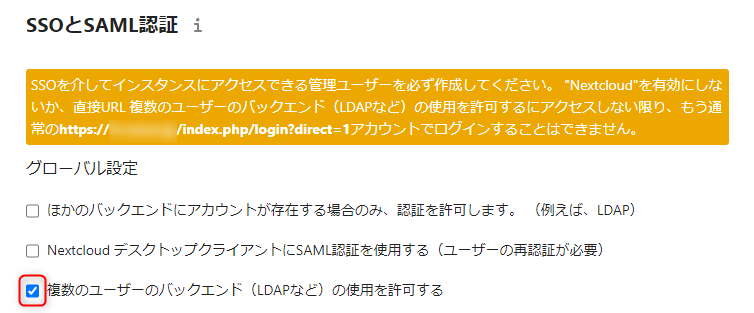 SSOとSAML認証 i
SSOを介してインスタンスにアクセスできる管理ユーザーを必ず作成してください。 "Nextcloud"を有効にしな
いか、直接URL 複数のユーザーのバックエンド（LDAPなど）の使用を許可するにアクセスしない限り、もう通
常のhttps:// /index.php/login?direct=1アカウントでログインすることはできません。
グローバル設定
ほかのバックエンドにアカウントが存在する場合のみ、認証を許可します。 （例えば、LDAP）
Nextcloud デスクトップクライアントにSAML認証を使用する（ユーザーの再認証が必要）
複数のユーザーのバックエンド（LDAPなど）の使用を許可する